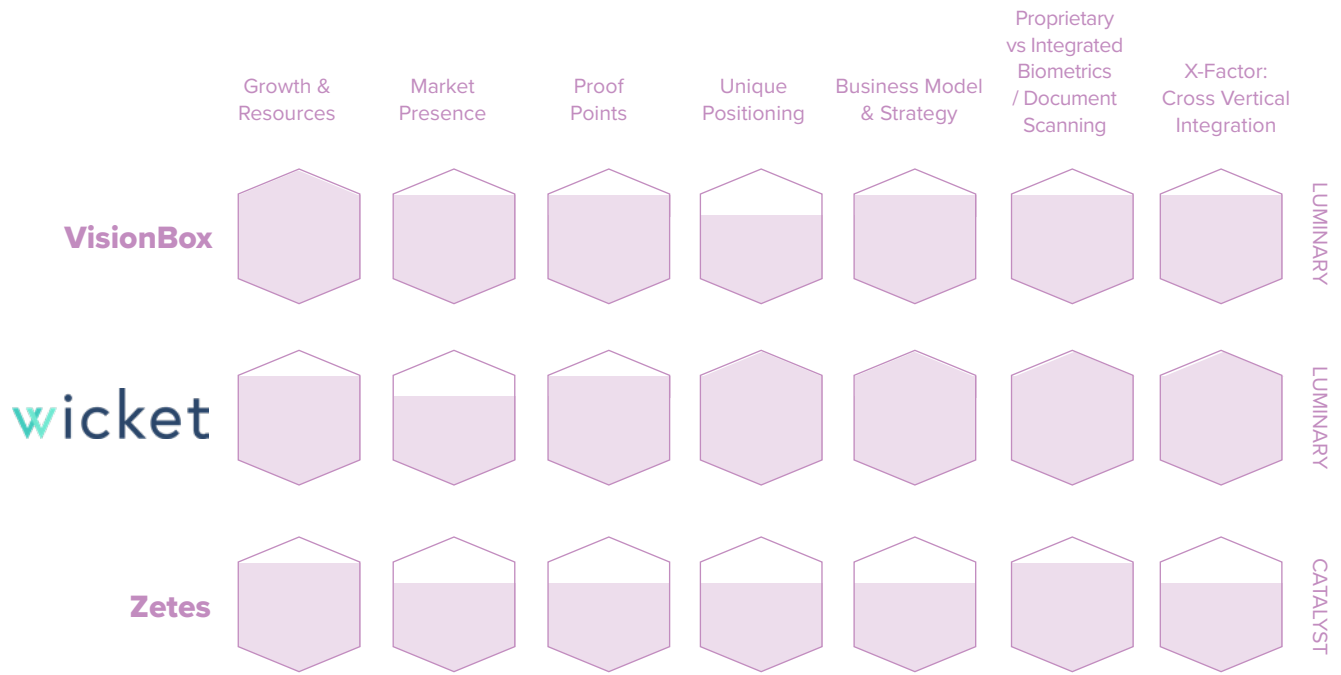 Growth &
Resources
Market
Presence
Proof
Points
Unique
Positioning
Business Model
& Strategy
Proprietary
vs Integrated
Biometrics
/ Document
Scanning
X-Factor:
Cross Vertical
Integration
VisionBox
LUMINARY
wicket
LUMINARY
Zetes
CATALYST